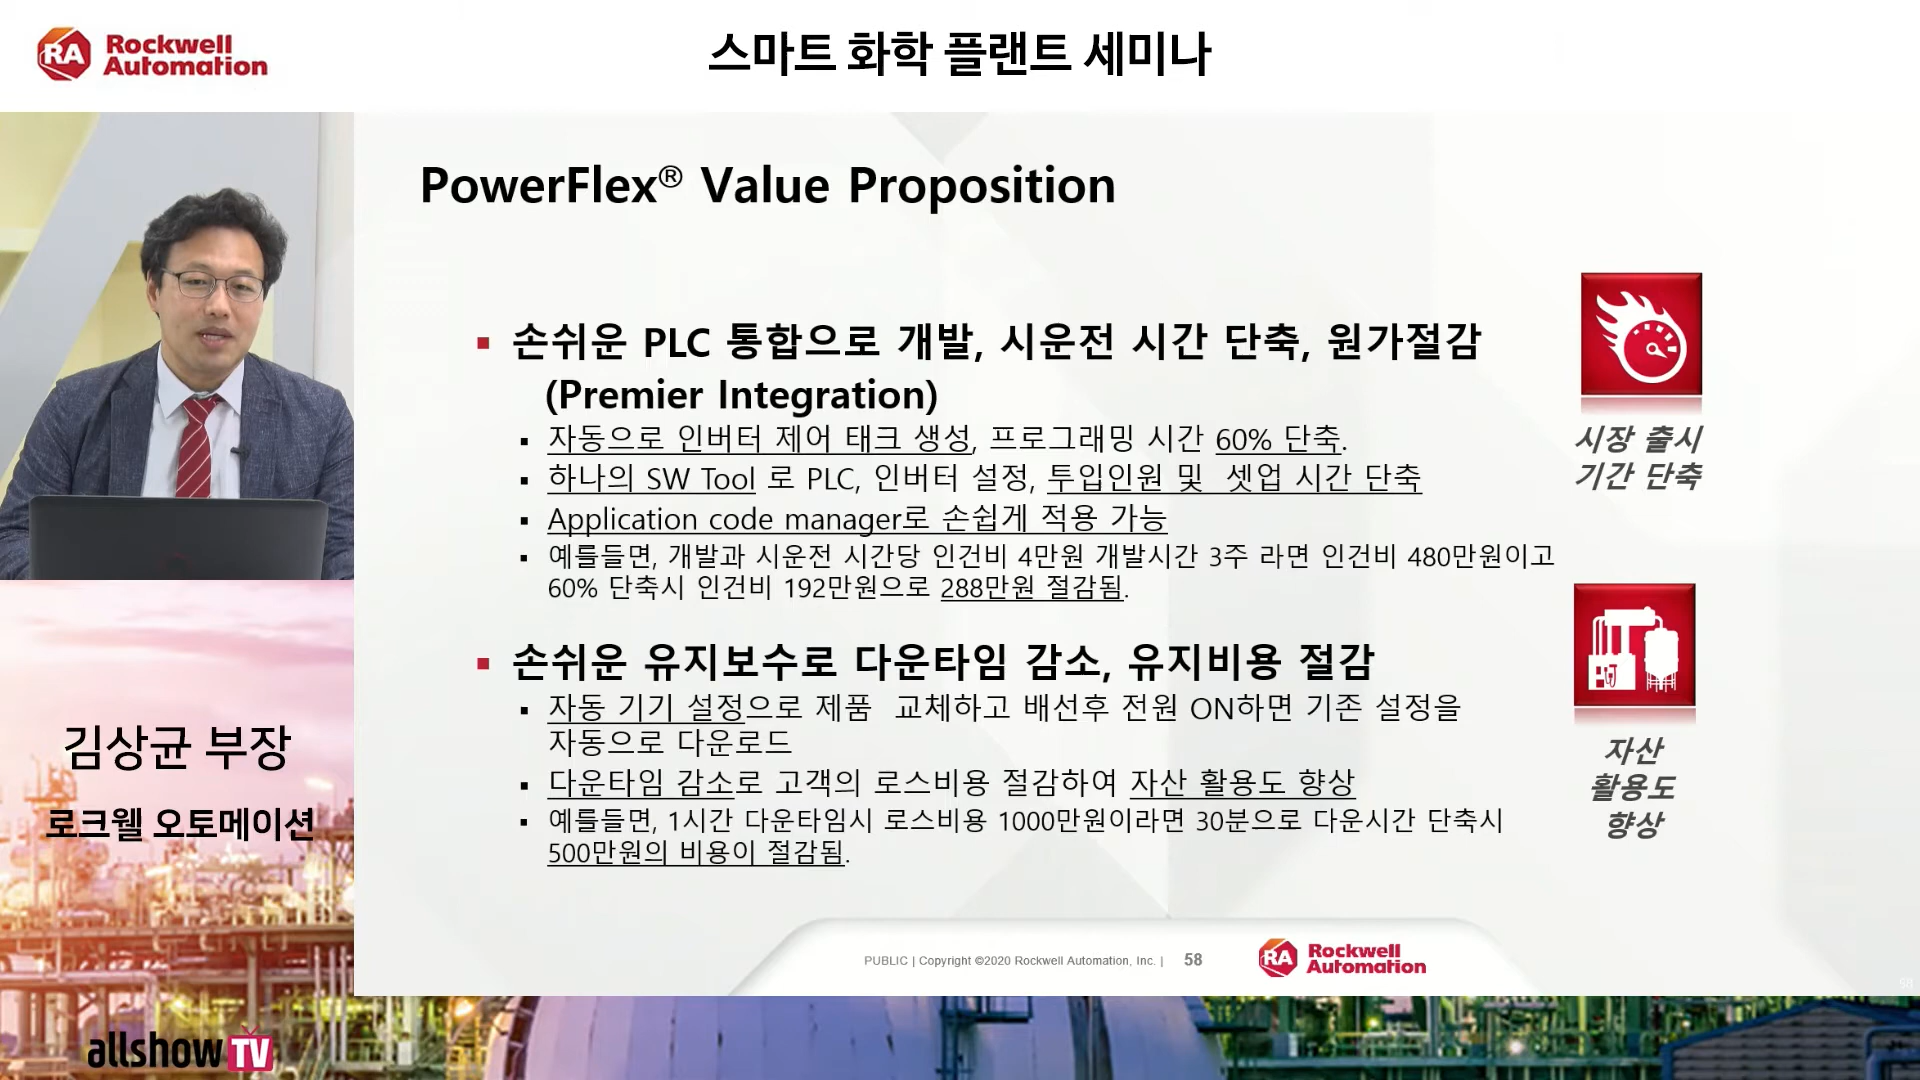 Rockwell
Automation
스마트 화학 플랜트 세미나
PowerFlex® Value Proposition
▪ 손쉬운 PLC 통합으로 개발, 시운전 시간 단축, 원가절감
(Premier Integration)
▪ 자동으로 인버터 제어 태크 생성, 프로그래밍 시간 60% 단축.
▪ 하나의 SW Tool 로 PLC, 인버터 설정, 투입인원 및 셋업 시간 단축
▪ Application code manager로 손쉽게 적용 가능
▪ 예를들면, 개발과 시운전 시간당 인건비 4만원 개발시간 3주 라면 인건비 480만원이고
60% 단축시 인건비 192만원으로 288만원 절감됨.
시장 출시
기간 단축
▪ 손쉬운 유지보수로 다운타임 감소, 유지비용 절감
▪ 자동 기기 설정으로 제품 교체하고 배선후 전원 ON하면 기존 설정을
자동으로 다운로드
▪ 다운타임 감소로 고객의 로스비용 절감하여 자산 활용도 향상
▪ 예를들면, 1시간 다운타임시 로스비용 1000만원이라면 30분으로 다운시간 단축시
500만원의 비용이 절감됨.
자산
활용도
향상
김상균 부장
로크웰 오토메이션
PUBLIC | Copyright ©2020 Rockwell Automation, Inc. | 58
RA Rockwell
Automation
58
allshow TV